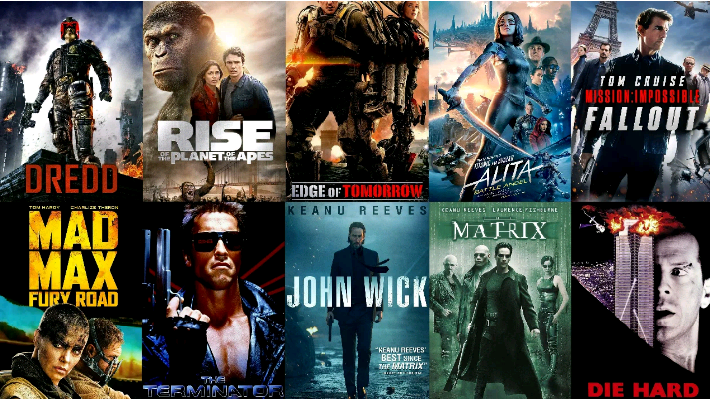 DREDD
RISE
OF THE PLANET OF THE APES
EDGE OF TOMORROW
ALITA
BATTLE ANGEL
TOM CRUISE
MISSION:IMPOSSIBLE
FALLOUT
TOM HARDY CHARLIZE THERON
MAD
MAX
FURY ROAD
THE
TERMINATOR
KEANU REEVES
JOHN WICK
"KEANU REEVES'
BEST SINCE
THE MATRIX"
KEANU REEVES LAURENCE FISHBURNE
MATRIX
DIE HARD